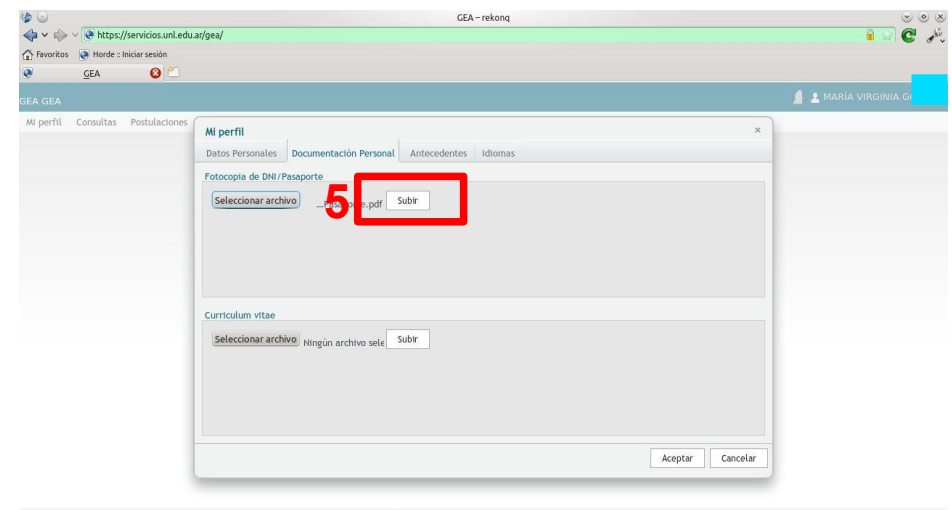 GEA – rekonq
https://servicios.unl.edu.ar/gea/
Favoritos Horde :: Iniciar sesión
GEA
GEA GEA
MARÍA VIRGINIA
Mi perfil Consultas Postulaciones
Mi perfil
Datos Personales Documentación Personal Antecedentes Idiomas
Fotocopia de DNI/Pasaporte
Seleccionar archivo 5 .pdf Subir
Curriculum vitae
Seleccionar archivo Ningún archivo sele Subir
Aceptar Cancelar